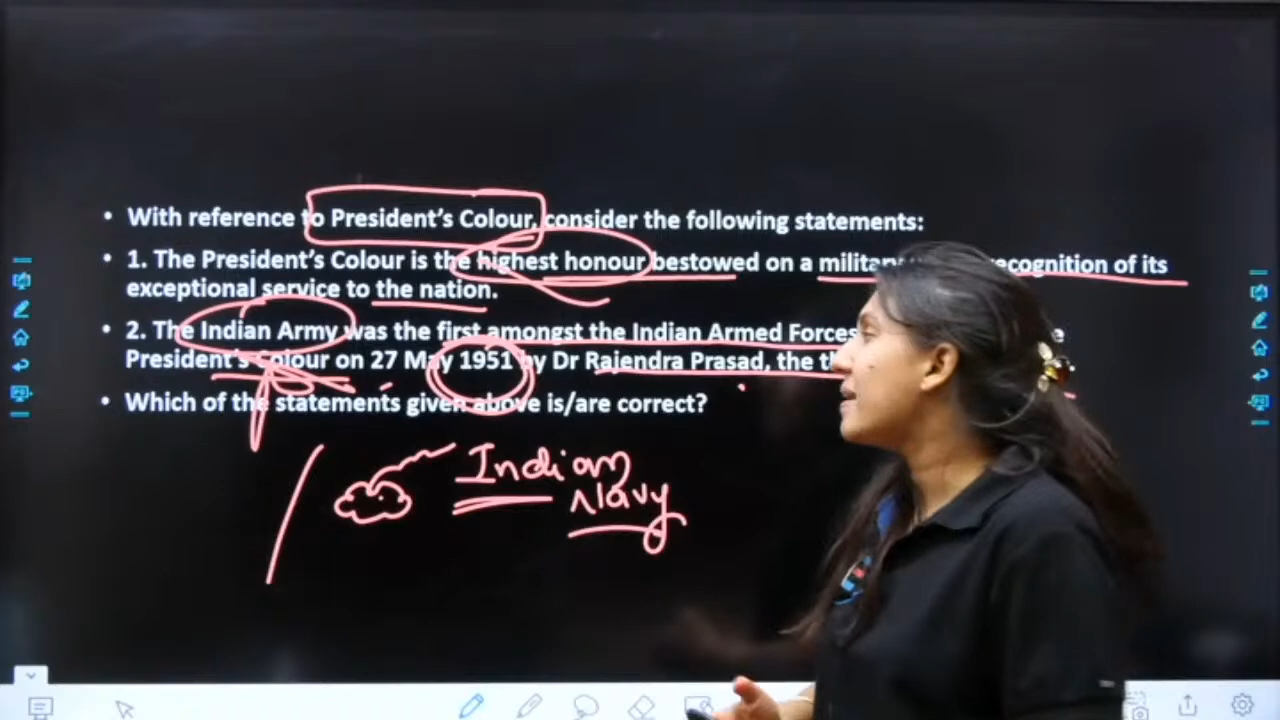 • With reference to President's Colour, consider the following statements:
• 1. The President's Colour is the highest honour bestowed on a military recognition of its
exceptional service to the nation.
• 2. The Indian Army was the first amongst the Indian Armed Forces
President's Colour on 27 May 1951 by Dr Rajendra Prasad, the
• Which of the statements given above is/are correct?
Indian
Navy